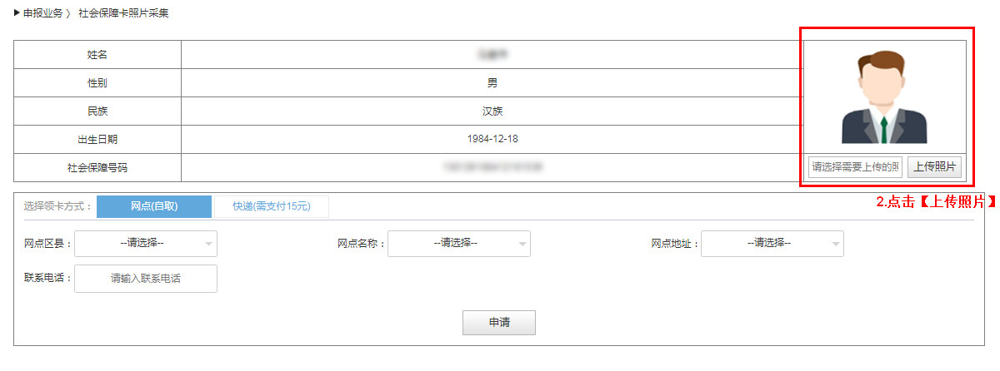 申报业务 〉 社会保障卡照片采集
姓名
性别 男
民族 汉族
出生日期 1984-12-18
社会保障号码
请选择需要上传的照 上传照片
2.点击【上传照片】
选择领卡方式： 网点(自取) 快递(需支付15元)
网点区县： --请选择-- 网点名称： --请选择-- 网点地址： --请选择--
联系电话： 请输入联系电话
申请